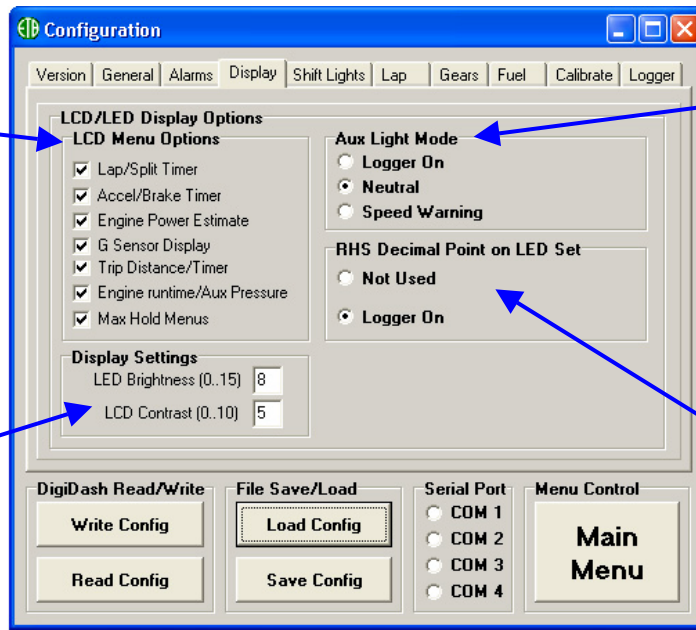 ETB Configuration
Version General Alarms Display Shift Lights Lap Gears Fuel Calibrate Logger
LCD/LED Display Options
LCD Menu Options
Lap/Split Timer
Accel/Brake Timer
Engine Power Estimate
G Sensor Display
Trip Distance/Timer
Engine runtime/Aux Pressure
Max Hold Menus
Aux Light Mode
Logger On
Neutral
Speed Warning
RHS Decimal Point on LED Set
Not Used
Logger On
Display Settings
LED Brightness (0..15) 8
LCD Contrast (0..10) 5
DigiDash Read/Write
Write Config
Read Config
File Save/Load
Load Config
Save Config
Serial Port
COM 1
COM 2
COM 3
COM 4
Menu Control
Main
Menu